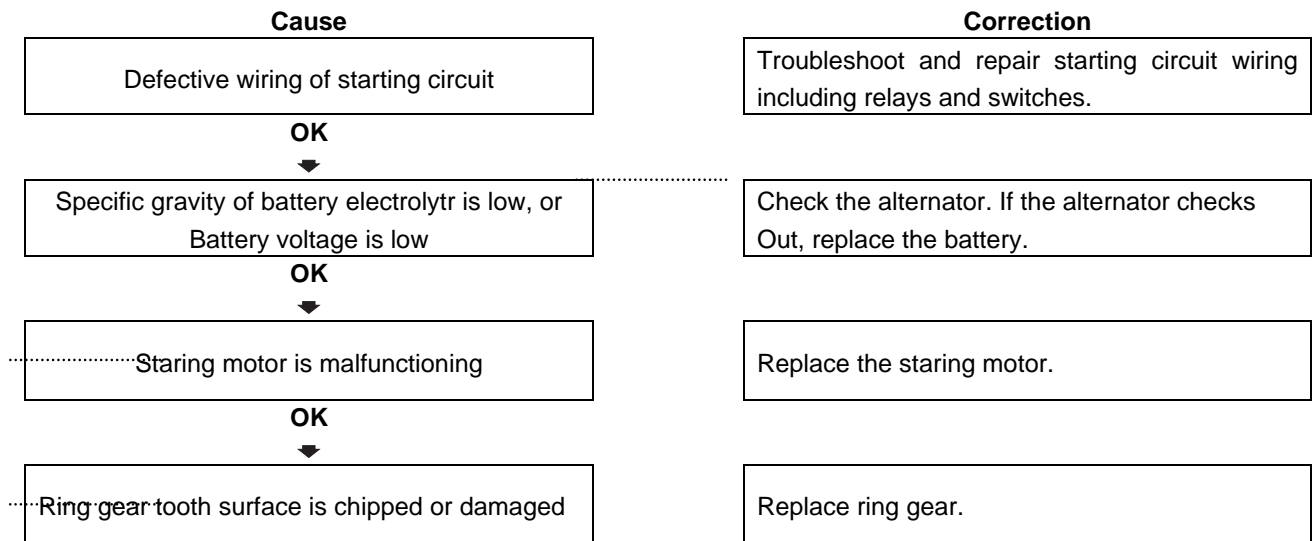 Cause
Correction
Defective wiring of starting circuit
Troubleshoot and repair starting circuit wiring
including relays and switches.
OK
Specific gravity of battery electrolytr is low, or
Battery voltage is low
Check the alternator. If the alternator checks
Out, replace the battery.
OK
Staring motor is malfunctioning
Replace the staring motor.
OK
Ring gear tooth surface is chipped or damaged
Replace ring gear.